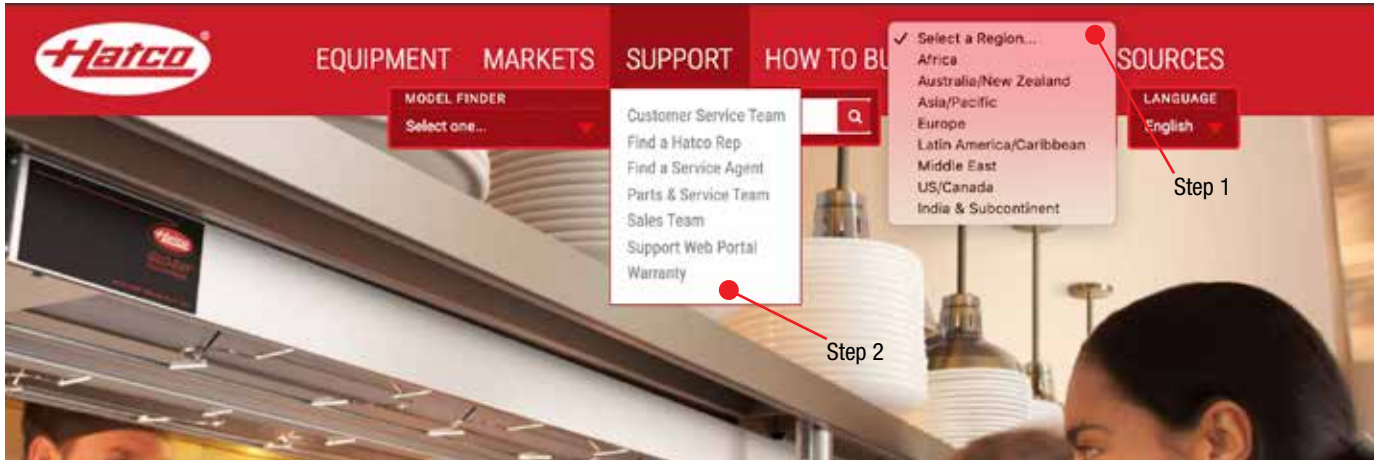 Hatco
EQUIPMENT MARKETS SUPPORT HOW TO BU
SOURCES
MODEL FINDER
Select one...
Customer Service Team
Find a Hatco Rep
Find a Service Agent
Parts & Service Team
Sales Team
Support Web Portal
Warranty
✓ Select a Region...
Africa
Australia/New Zealand
Asia/Pacific
Europe
Latin America/Caribbean
Middle East
US/Canada
India & Subcontinent
LANGUAGE
English
Step 1
Step 2
Hatco